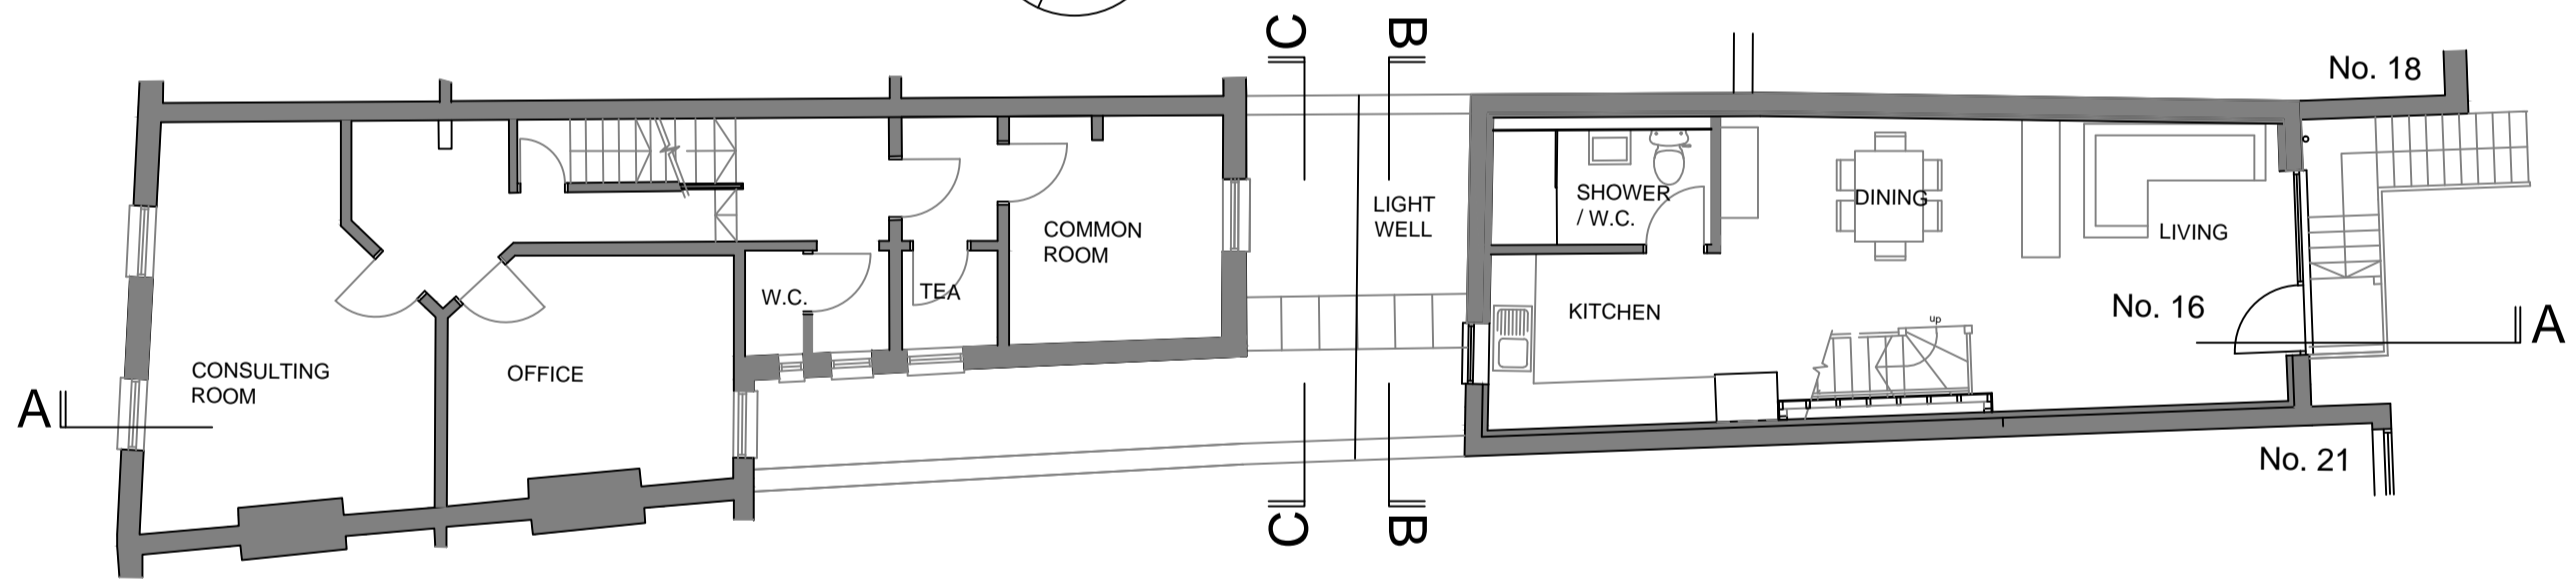 C
B
No. 18
SHOWER
/ W.C.
DINING
LIGHT
WELL
COMMON
ROOM
LIVING
W.C.
TEA
KITCHEN
No. 16
up
A
CONSULTING
ROOM
OFFICE
A
No. 21
C
B